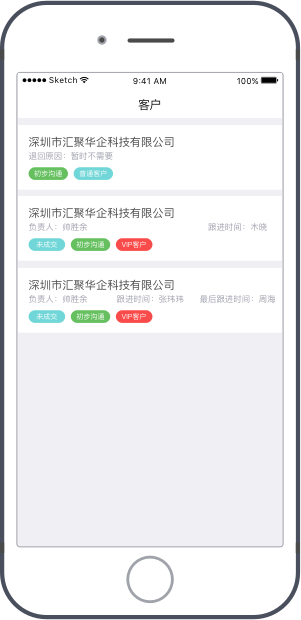 ●●●●● Sketch 9:41 AM 100%
客户
深圳市汇聚华企科技有限公司
退回原因：暂时不需要
初步沟通 普通客户
深圳市汇聚华企科技有限公司
负责人：帅胜余 跟进时间：木晓
未成交 初步沟通 VIP客户
深圳市汇聚华企科技有限公司
负责人：帅胜余 跟进时间：张玮玮 最后跟进时间：周海
未成交 初步沟通 VIP客户